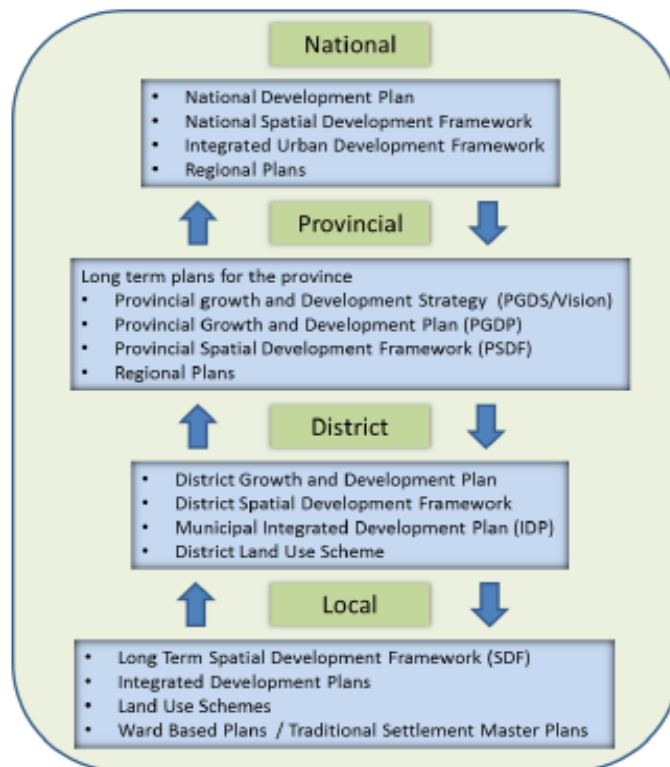 National
• National Development Plan
• National Spatial Development Framework
• Integrated Urban Development Framework
• Regional Plans
Provincial
Long term plans for the province
• Provincial growth and Development Strategy (PGDS/Vision)
• Provincial Growth and Development Plan (PGDP)
• Provincial Spatial Development Framework (PSDF)
• Regional Plans
District
• District Growth and Development Plan
• District Spatial Development Framework
• Municipal Integrated Development Plan (IDP)
• District Land Use Scheme
Local
• Long Term Spatial Development Framework (SDF)
• Integrated Development Plans
• Land Use Schemes
• Ward Based Plans / Traditional Settlement Master Plans